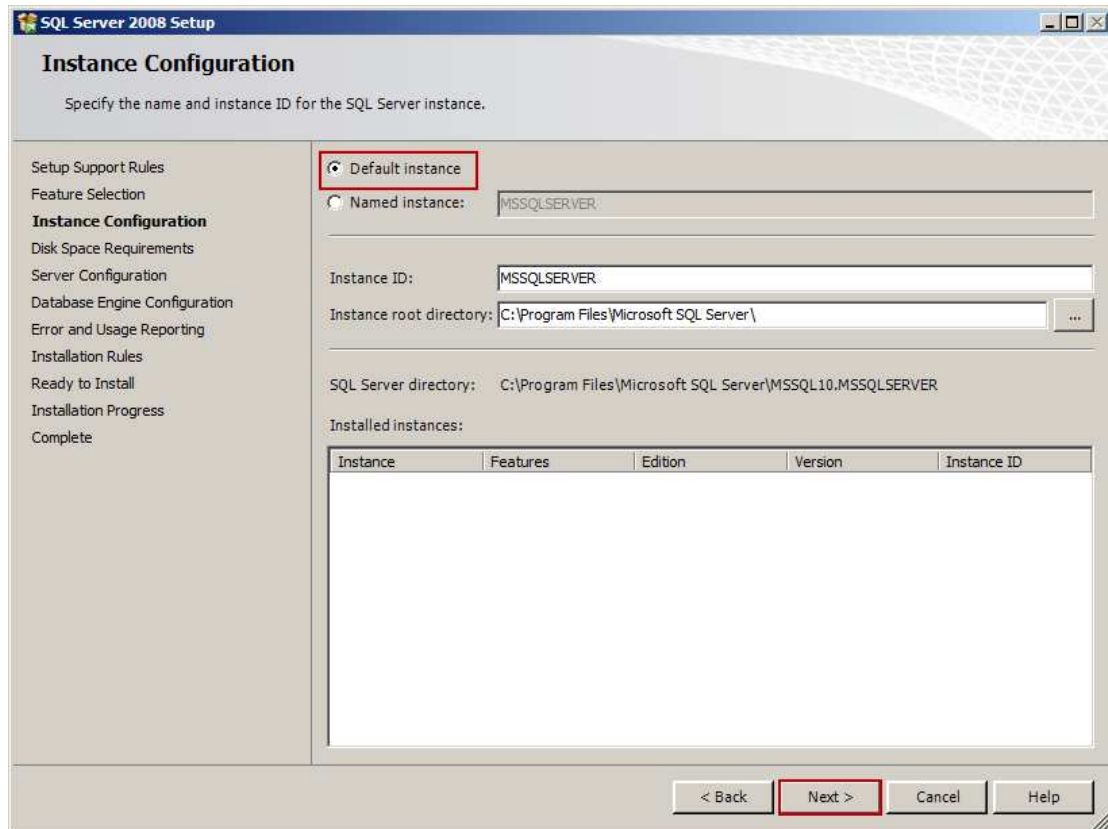 SQL Server 2008 Setup
Instance Configuration
Specify the name and instance ID for the SQL Server instance.
Setup Support Rules
Feature Selection
Instance Configuration
Disk Space Requirements
Server Configuration
Database Engine Configuration
Error and Usage Reporting
Installation Rules
Ready to Install
Installation Progress
Complete
Default instance
Named instance: MSSQLSERVER
Instance ID: MSSQLSERVER
Instance root directory: C:\Program Files\Microsoft SQL Server\ ...
SQL Server directory: C:\Program Files\Microsoft SQL Server\MSSQL10.MSSQLSERVER
Installed instances:
Instance Features Edition Version Instance ID
< Back Next > Cancel Help